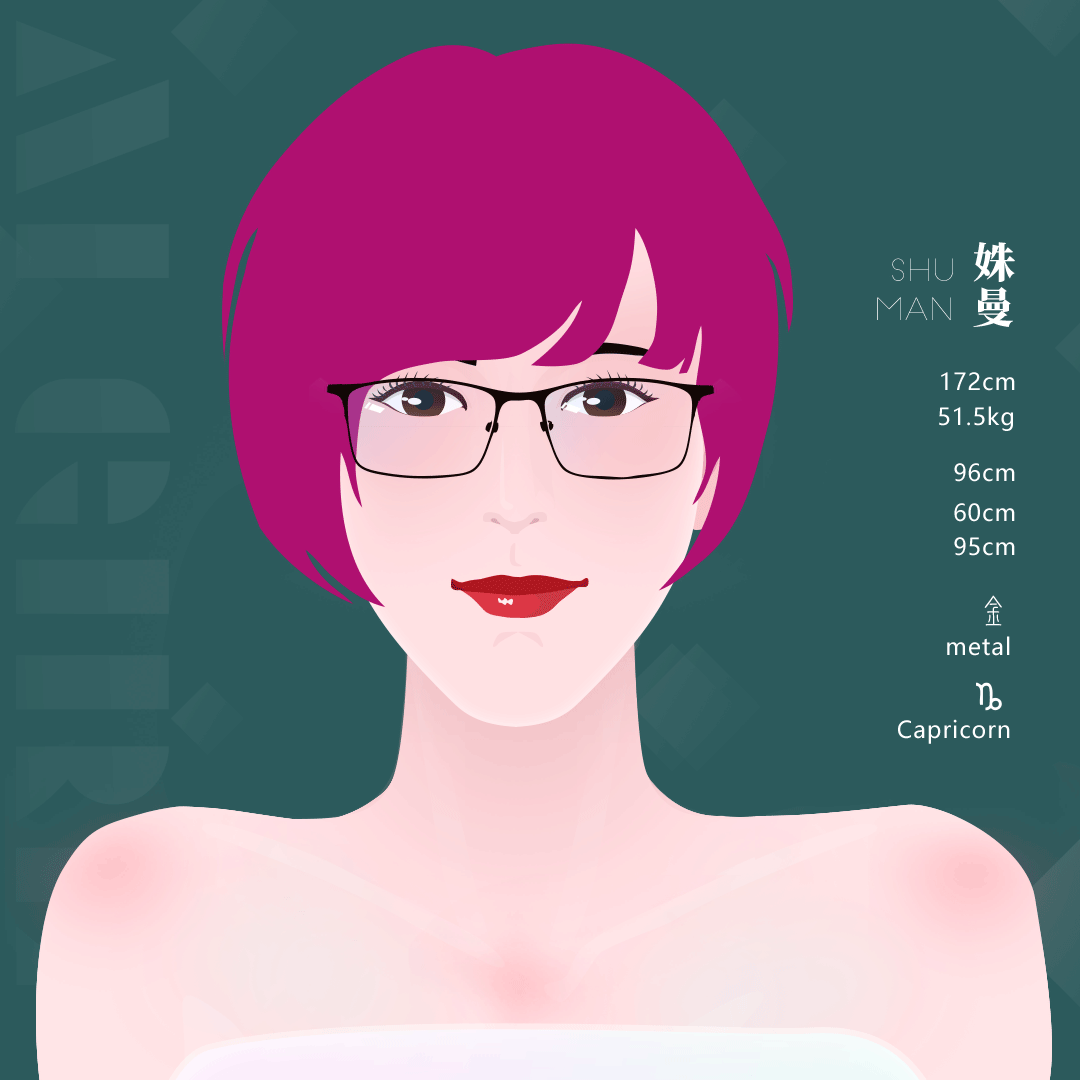 姝曼
SHU
MAN
172cm
51.5kg
96cm
60cm
95cm
金
metal
Capricorn